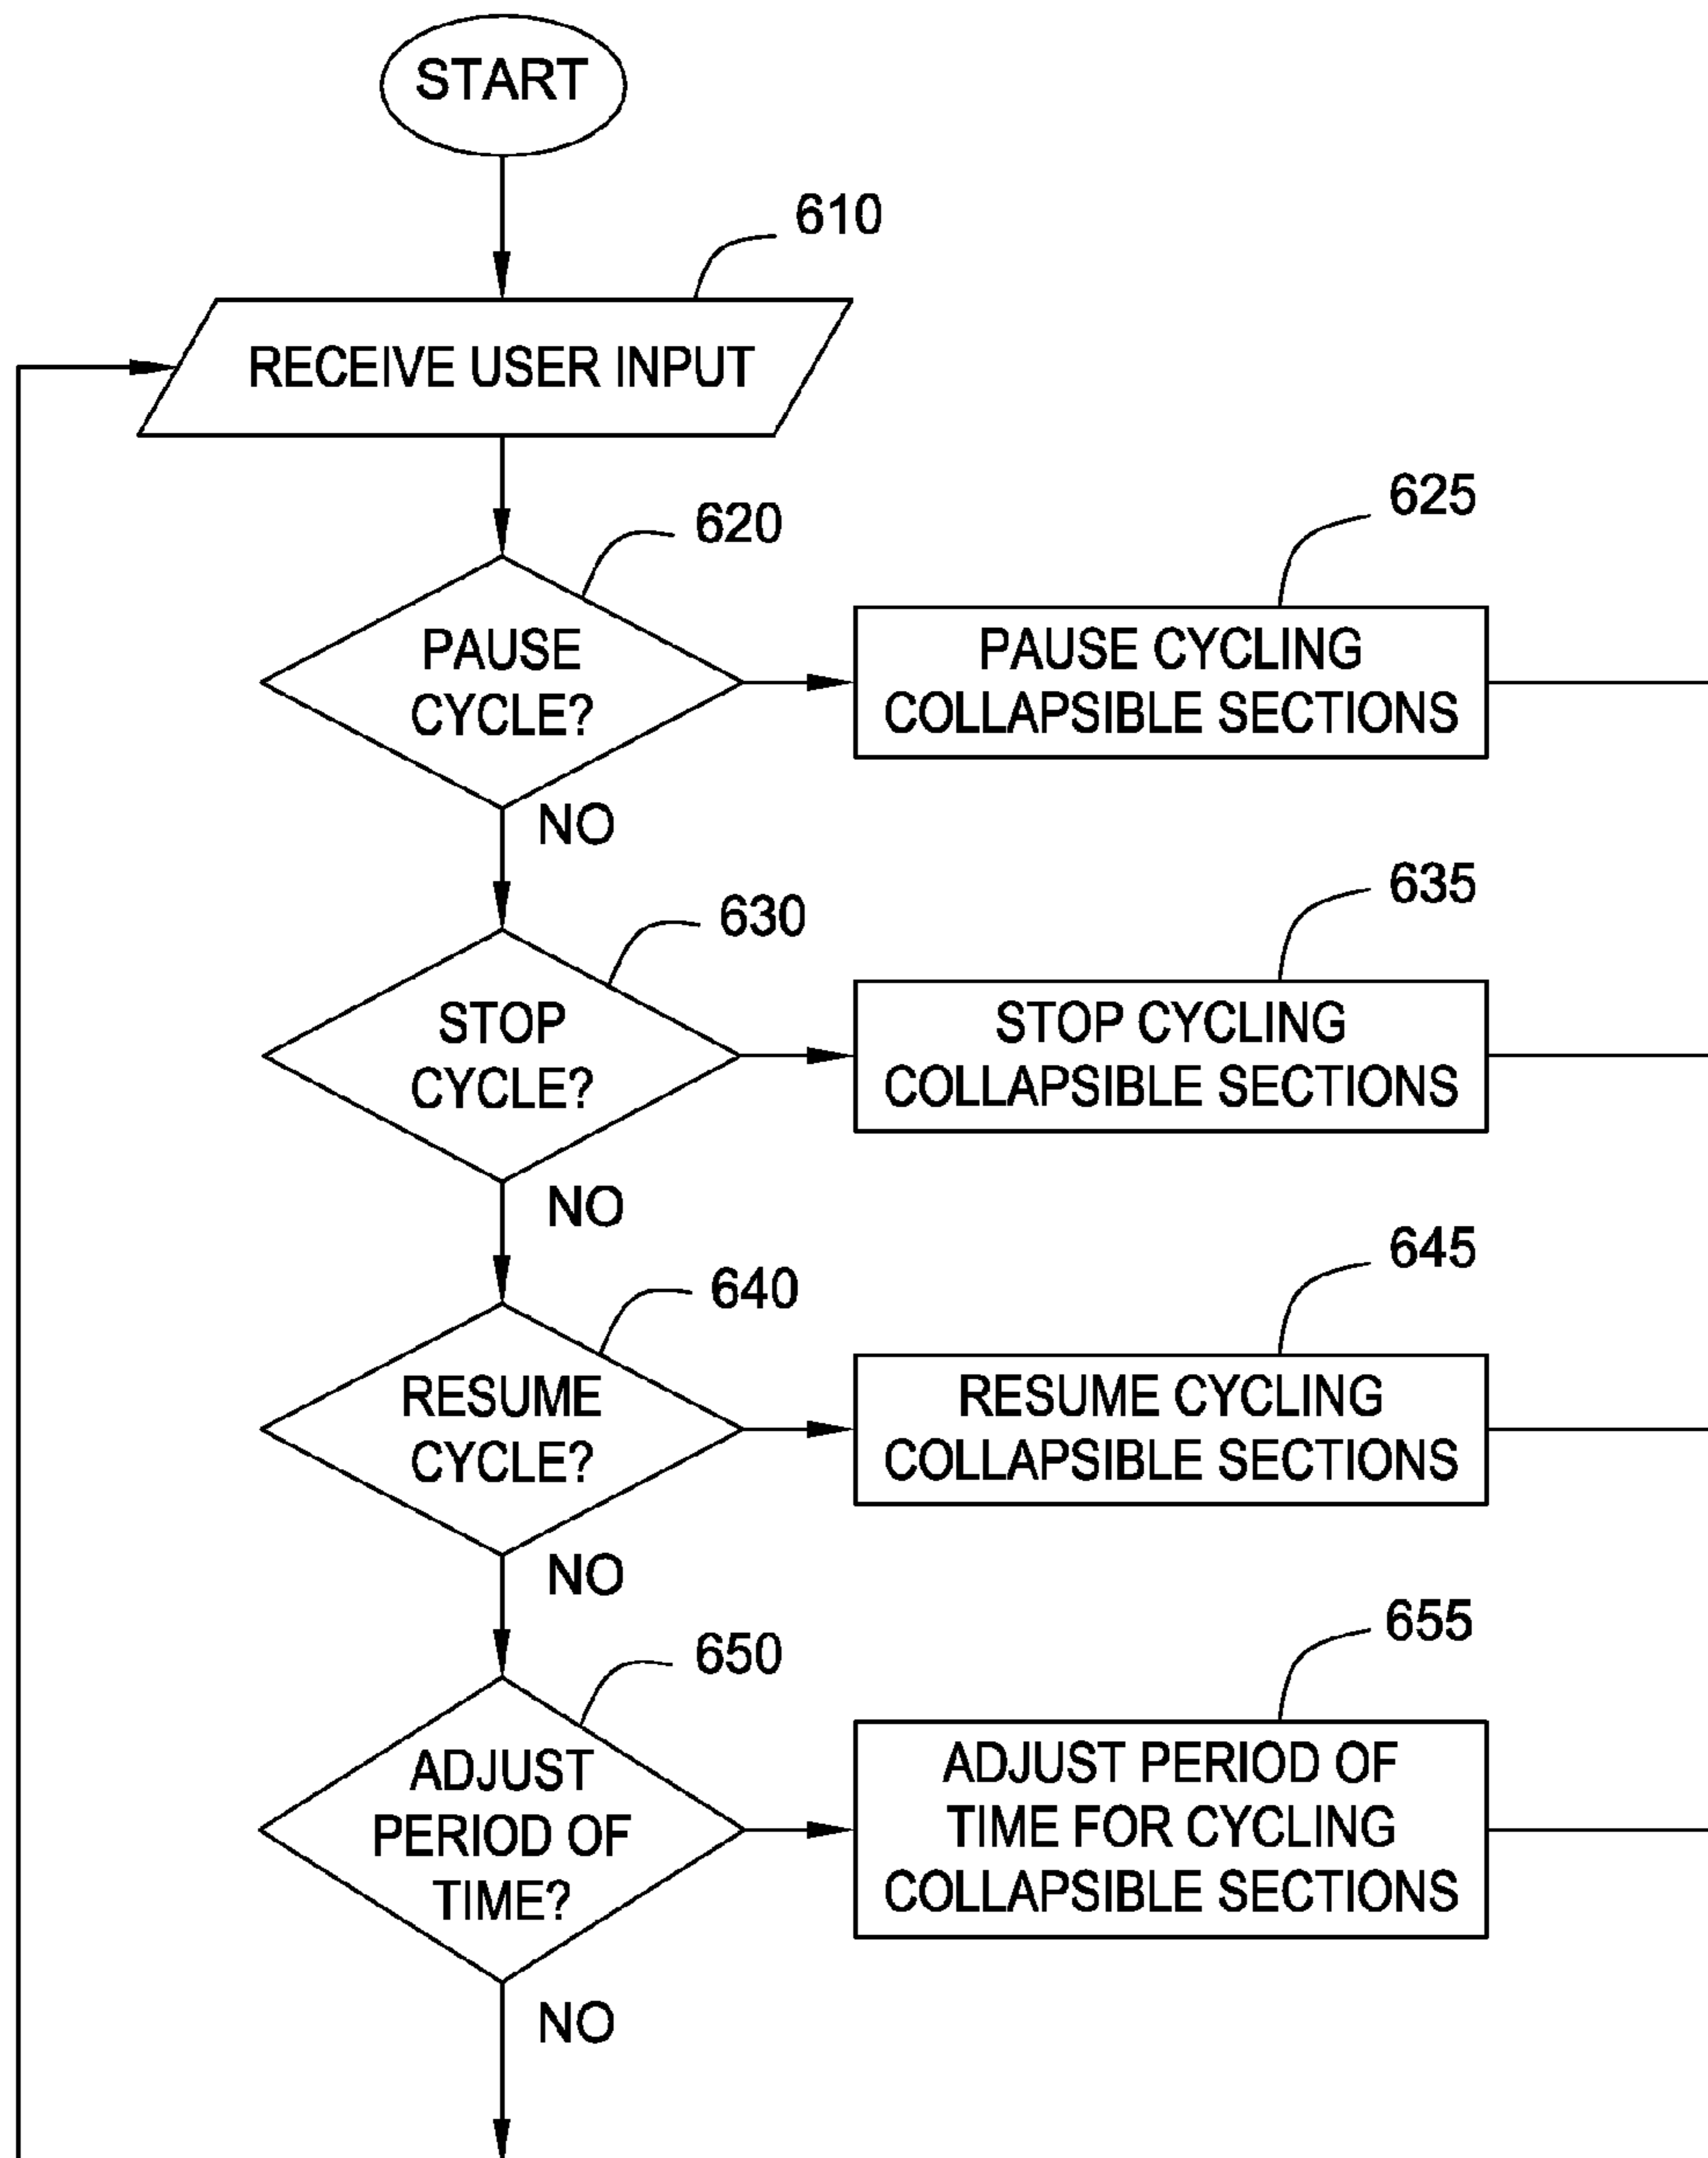 START
610
RECEIVE USER INPUT
620
625
PAUSE
CYCLE?
PAUSE CYCLING
COLLAPSIBLE SECTIONS
NO
630
635
STOP
CYCLE?
STOP CYCLING
COLLAPSIBLE SECTIONS
NO
640
645
RESUME
CYCLE?
RESUME CYCLING
COLLAPSIBLE SECTIONS
NO
650
655
ADJUST
PERIOD OF
TIME?
ADJUST PERIOD OF
TIME FOR CYCLING
COLLAPSIBLE SECTIONS
NO